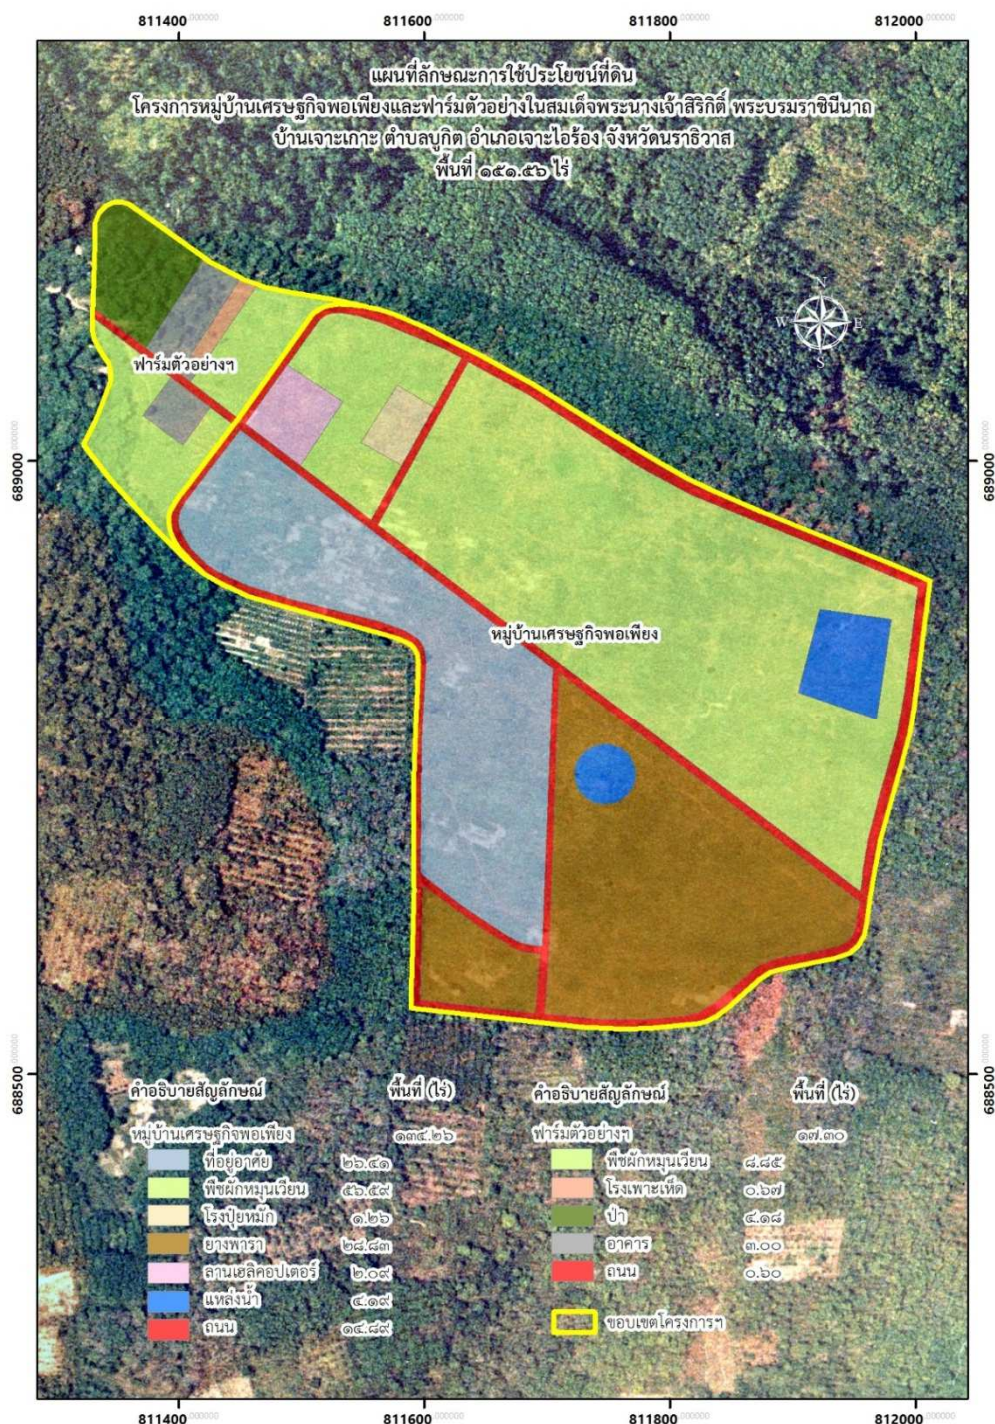 811400.000000 811600.000000 811800.000000 812000.000000
แผนที่ลักษณะการใช้ประโยชน์ที่ดิน
โครงการหมู่บ้านเศรษฐกิจพอเพียงและฟาร์มตัวอย่างในสมเด็จพระนางเจ้าสิริกิติ์ พระบรมราชินีนาถ
บ้านเจาะเกาะ ตำบลบูกิต อำเภอเจาะไอร้อง จังหวัดนราธิวาส
พื้นที่ ๑๕๑.๕๖ ไร่
N
W E
S
ฟาร์มตัวอย่างฯ
689000.000000 689000.000000
หมู่บ้านเศรษฐกิจพอเพียง
688500.000000 688500.000000
คำอธิบายสัญลักษณ์ พื้นที่ (ไร่)
หมู่บ้านเศรษฐกิจพอเพียง ๑๓๔.๒๖
ที่อยู่อาศัย ๒๖.๔๑
พืชผักหมุนเวียน ๕๖.๕๙
โรงปุ๋ยหมัก ๑.๒๖
ยางพารา ๒๘.๘๓
ลานเฮลิคอปเตอร์ ๒.๐๙
แหล่งน้ำ ๔.๑๙
ถนน ๑๔.๘๙
คำอธิบายสัญลักษณ์ พื้นที่ (ไร่)
ฟาร์มตัวอย่างฯ ๑๗.๓๐
พืชผักหมุนเวียน ๘.๘๕
โรงเพาะเห็ด ๐.๖๗
ป่า ๔.๑๘
อาคาร ๓.๐๐
ถนน ๐.๖๐
ขอบเขตโครงการฯ
811400.000000 811600.000000 811800.000000 812000.000000